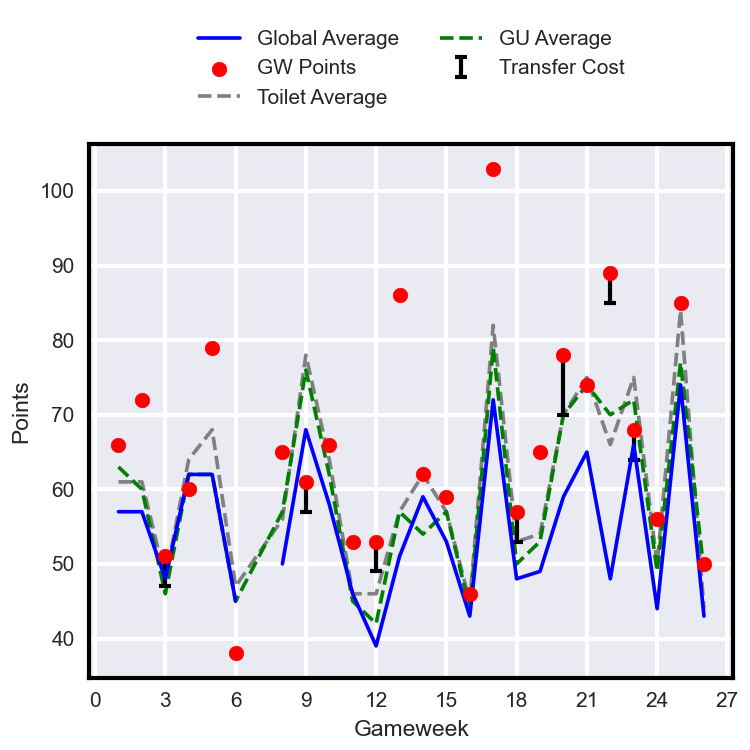 Global Average
GW Points
Toilet Average
GU Average
Transfer Cost
100
90
80
70
60
50
40
Points
0 3 6 9 12 15 18 21 24 27
Gameweek